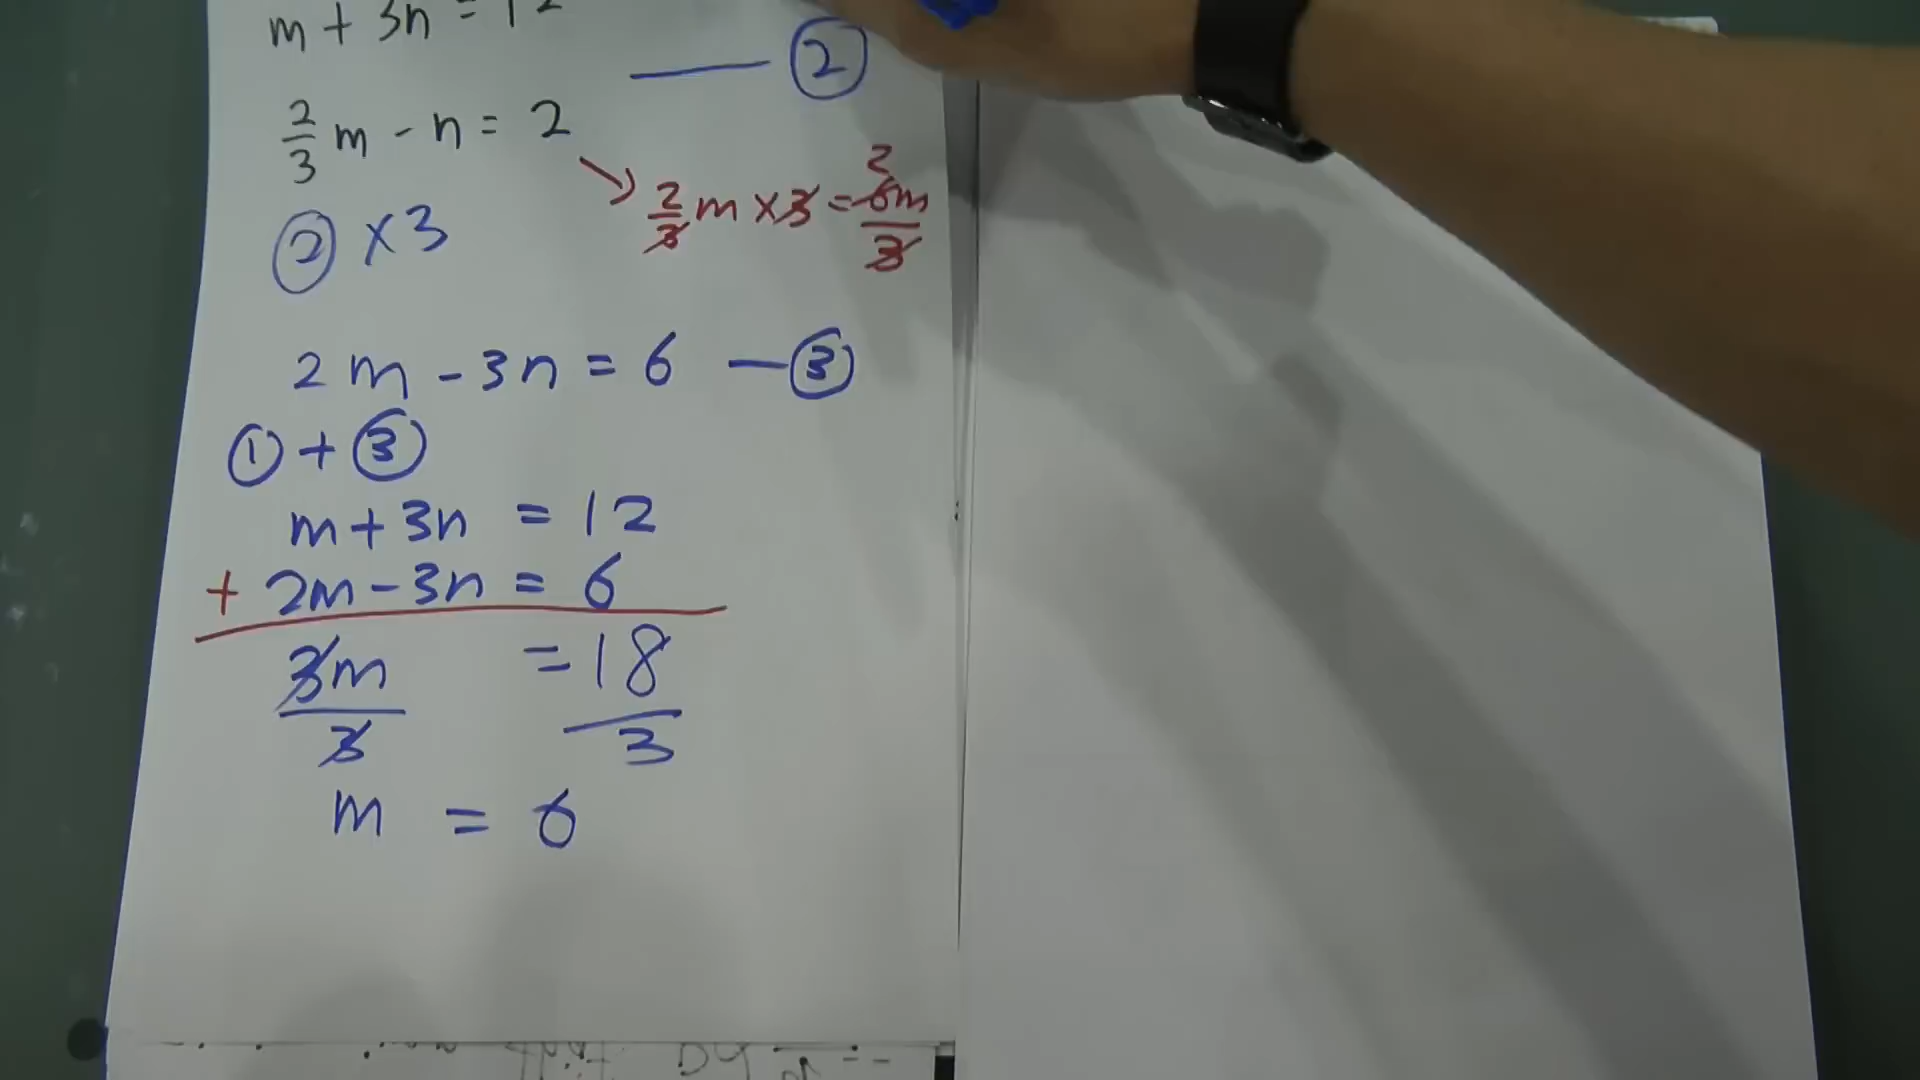 m + 3n = 12
2/3 m - n = 2 —— ②
2/3 m × 3 = 6m/3 2
② × 3
2m - 3n = 6 — ③
① + ③
m + 3n = 12
+ 2m - 3n = 6
3m = 18
3 3
m = 6